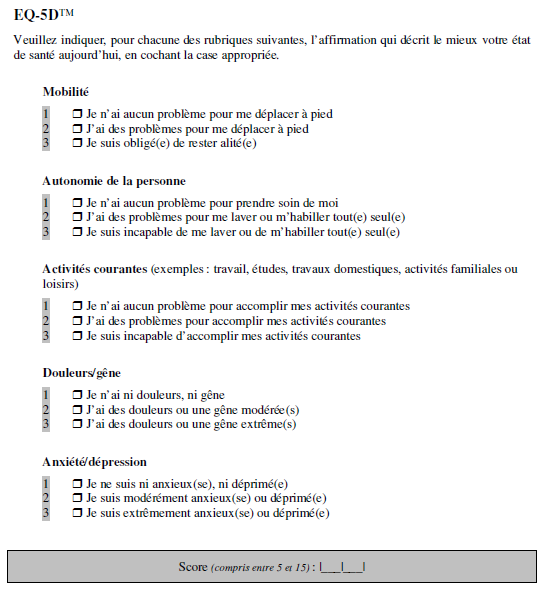 EQ-5D™
Veuillez indiquer, pour chacune des rubriques suivantes, l'affirmation qui décrit le mieux votre état
de santé aujourd'hui, en cochant la case appropriée.
Mobilité
1 ❒ Je n'ai aucun problème pour me déplacer à pied
2 ❒ J'ai des problèmes pour me déplacer à pied
3 ❒ Je suis obligé(e) de rester alité(e)
Autonomie de la personne
1 ❒ Je n'ai aucun problème pour prendre soin de moi
2 ❒ J'ai des problèmes pour me laver ou m'habiller tout(e) seul(e)
3 ❒ Je suis incapable de me laver ou de m'habiller tout(e) seul(e)
Activités courantes (exemples : travail, études, travaux domestiques, activités familiales ou
loisirs)
1 ❒ Je n'ai aucun problème pour accomplir mes activités courantes
2 ❒ J'ai des problèmes pour accomplir mes activités courantes
3 ❒ Je suis incapable d'accomplir mes activités courantes
Douleurs/gêne
1 ❒ Je n'ai ni douleurs, ni gêne
2 ❒ J'ai des douleurs ou une gêne modérée(s)
3 ❒ J'ai des douleurs ou une gêne extrême(s)
Anxiété/dépression
1 ❒ Je ne suis ni anxieux(se), ni déprimé(e)
2 ❒ Je suis modérément anxieux(se) ou déprimé(e)
3 ❒ Je suis extrêmement anxieux(se) ou déprimé(e)
Score (compris entre 5 et 15) : |___|___|